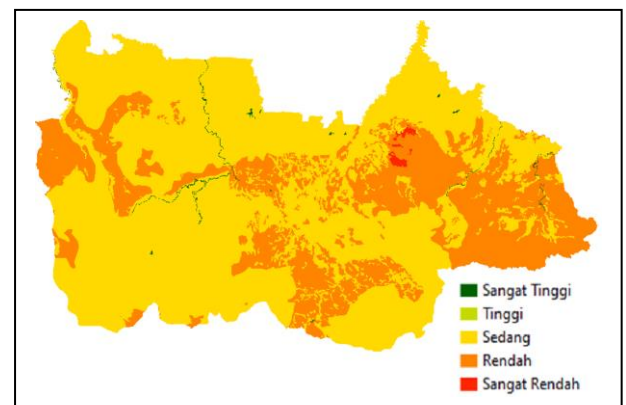 Sangat Tinggi
Tinggi
Sedang
Rendah
Sangat Rendah